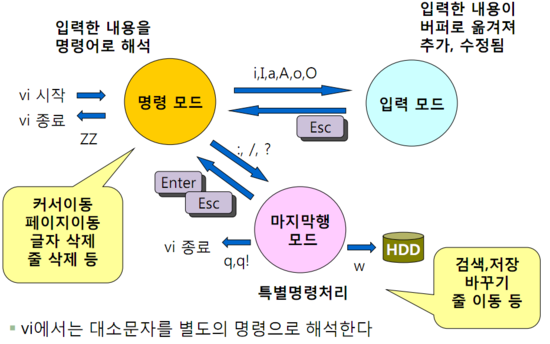 입력한 내용을
명령어로 해석
입력한 내용이
버퍼로 옮겨져
추가, 수정됨
i,I,a,A,o,O
vi 시작
명령 모드
입력 모드
vi 종료
ZZ
Esc
:, /, ?
Enter
Esc
커서이동
페이지이동
글자 삭제
줄 삭제 등
마지막행
모드
vi 종료
q,q!
w
HDD
특별명령처리
검색,저장
바꾸기
줄 이동 등
▪ vi에서는 대소문자를 별도의 명령으로 해석한다